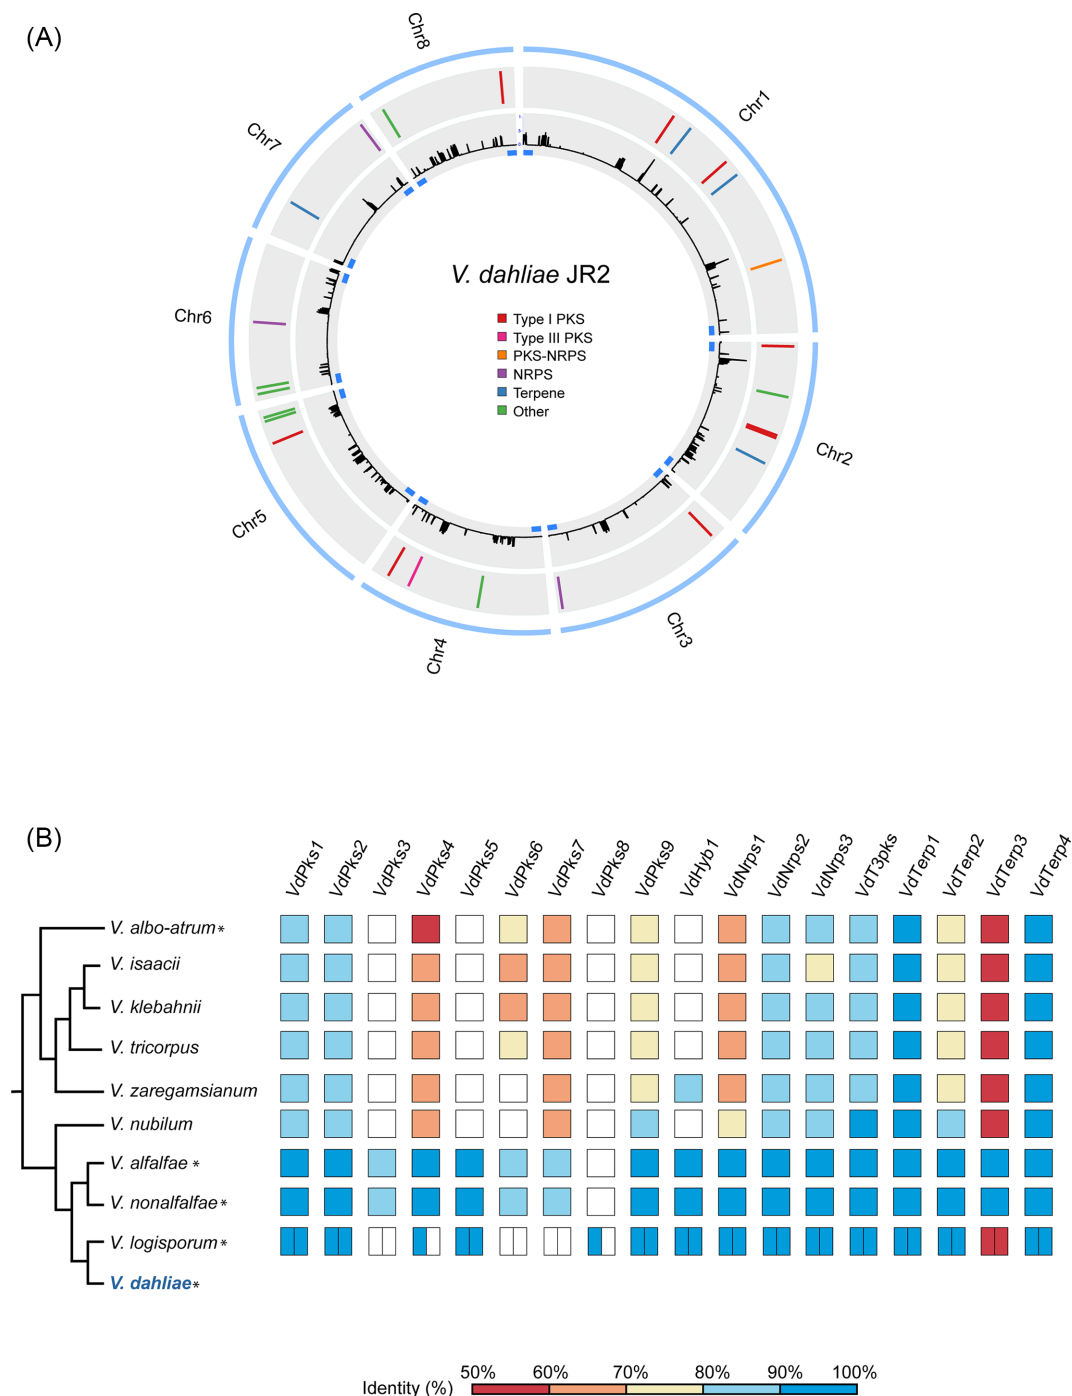 (A)
Chr8
Chr1
Chr7
V. dahliae JR2
Chr6
Type I PKS
Type III PKS
PKS-NRPS
NRPS
Terpene
Other
Chr2
Chr5
Chr3
Chr4
(B)
VdPks1 VdPks2 VdPks3 VdPks4 VdPks5 VdPks6 VdPks7 VdPks8 VdPks9 VdHyb1 VdNrps1 VdNrps2 VdNrps3 VdT3pks VdTerp1 VdTerp2 VdTerp3 VdTerp4
V. albo-atrum*
V. isaacii
V. klebahnii
V. tricorpus
V. zaregamsianum
V. nubilum
V. alfalfae *
V. nonalfalfae*
V. logisporum*
V. dahliae*
50% 60% 70% 80% 90% 100%
Identity (%)